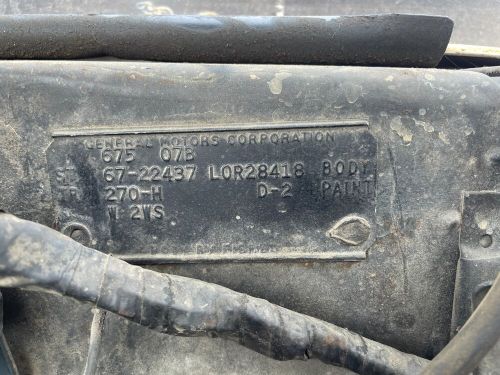 GENERAL MOTORS CORPORATION
675 07B
ST 67-22437 LOR28418 BODY
TR 270-H D-2 PAINT
W 2WS